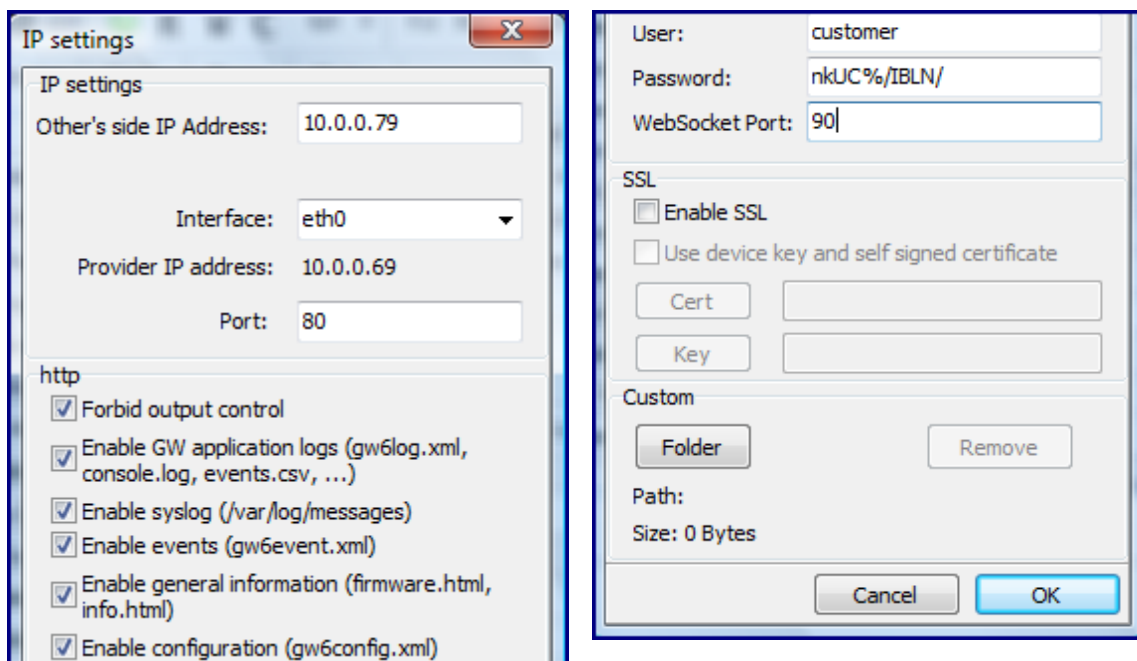 IP settings
IP settings
Other's side IP Address: 10.0.0.79
Interface: eth0
Provider IP address: 10.0.0.69
Port: 80
http
Forbid output control
Enable GW application logs (gw6log.xml,
console.log, events.csv, ...)
Enable syslog (/var/log/messages)
Enable events (gw6event.xml)
Enable general information (firmware.html,
info.html)
Enable configuration (gw6config.xml)
User: customer
Password: nkUC%/IBLN/
WebSocket Port: 90
SSL
Enable SSL
Use device key and self signed certificate
Cert
Key
Custom
Folder Remove
Path:
Size: 0 Bytes
Cancel OK